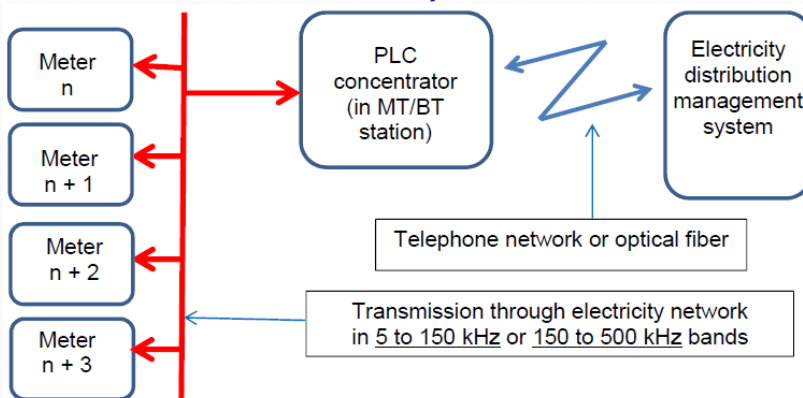 Meter
n
Meter
n + 1
Meter
n + 2
Meter
n + 3
PLC
concentrator
(in MT/BT
station)
Electricity
distribution
management
system
Telephone network or optical fiber
Transmission through electricity network
in 5 to 150 kHz or 150 to 500 kHz bands